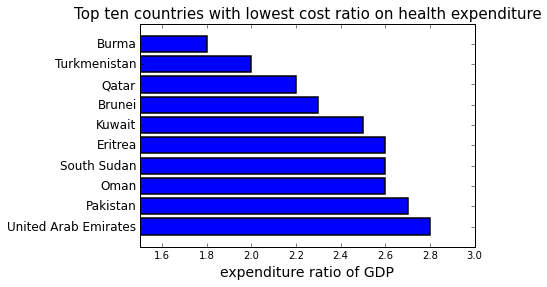 Top ten countries with lowest cost ratio on health expenditure
Burma
Turkmenistan
Qatar
Brunei
Kuwait
Eritrea
South Sudan
Oman
Pakistan
United Arab Emirates
1.6 1.8 2.0 2.2 2.4 2.6 2.8 3.0
expenditure ratio of GDP